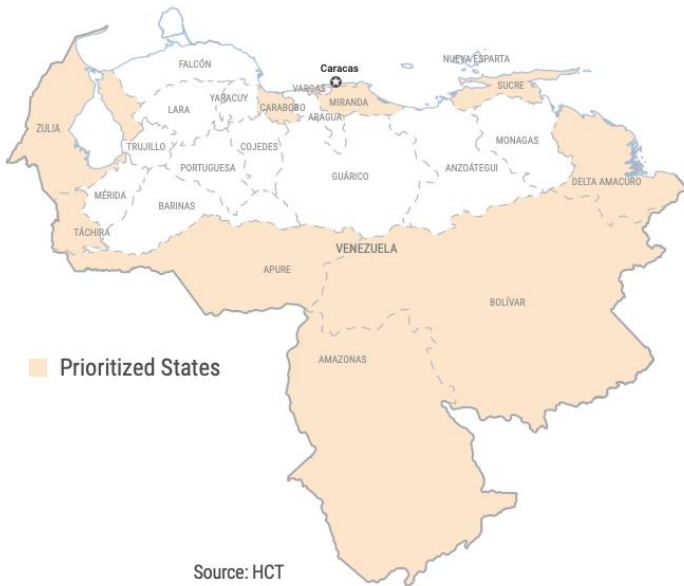 Caracas
NUEVA ESPARTA
FALCÓN
VARGAS
SUCRE
YARACUY
CARABOBO
MIRANDA
LARA
ARAGUA
ZULIA
MONAGAS
TRUJILLO
COJEDES
PORTUGUESA
ANZOÁTEGUI
GUÁRICO
DELTA AMACURO
MÉRIDA
BARINAS
TÁCHIRA
VENEZUELA
APURE
BOLÍVAR
AMAZONAS
Prioritized States
Source: HCT